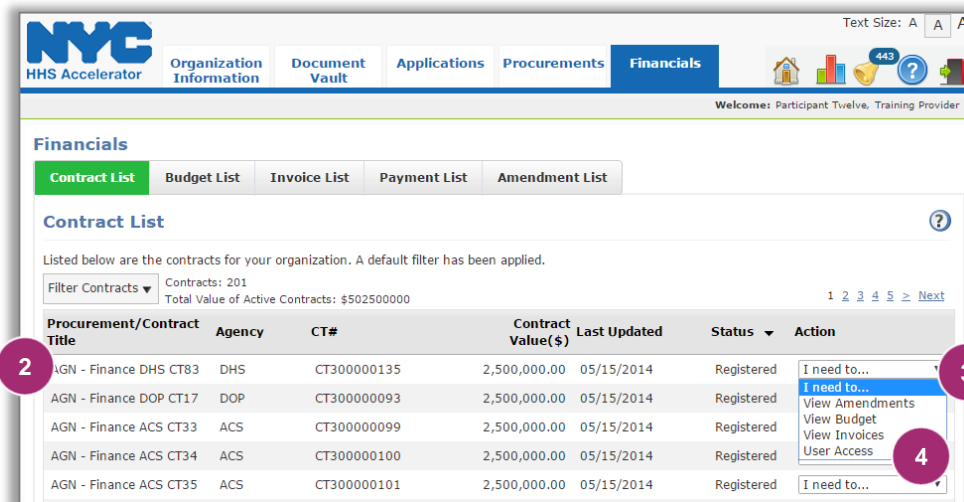 Text Size: A A A
NYC
HHS Accelerator
Organization Information
Document Vault
Applications
Procurements
Financials
443
?
Welcome: Participant Twelve, Training Provider
Financials
Contract List
Budget List
Invoice List
Payment List
Amendment List
Contract List
?
Listed below are the contracts for your organization. A default filter has been applied.
Filter Contracts ▼
Contracts: 201
Total Value of Active Contracts: $502500000
1 2 3 4 5 > Next
Procurement/Contract Title Agency CT# Contract Value($) Last Updated Status ▼ Action
2
AGN - Finance DHS CT83 DHS CT300000135 2,500,000.00 05/15/2014 Registered I need to...
3
I need to...
View Amendments
View Budget
View Invoices
User Access
4
AGN - Finance DOP CT17 DOP CT300000093 2,500,000.00 05/15/2014 Registered
AGN - Finance ACS CT33 ACS CT300000099 2,500,000.00 05/15/2014 Registered
AGN - Finance ACS CT34 ACS CT300000100 2,500,000.00 05/15/2014 Registered
AGN - Finance ACS CT35 ACS CT300000101 2,500,000.00 05/15/2014 Registered I need to...